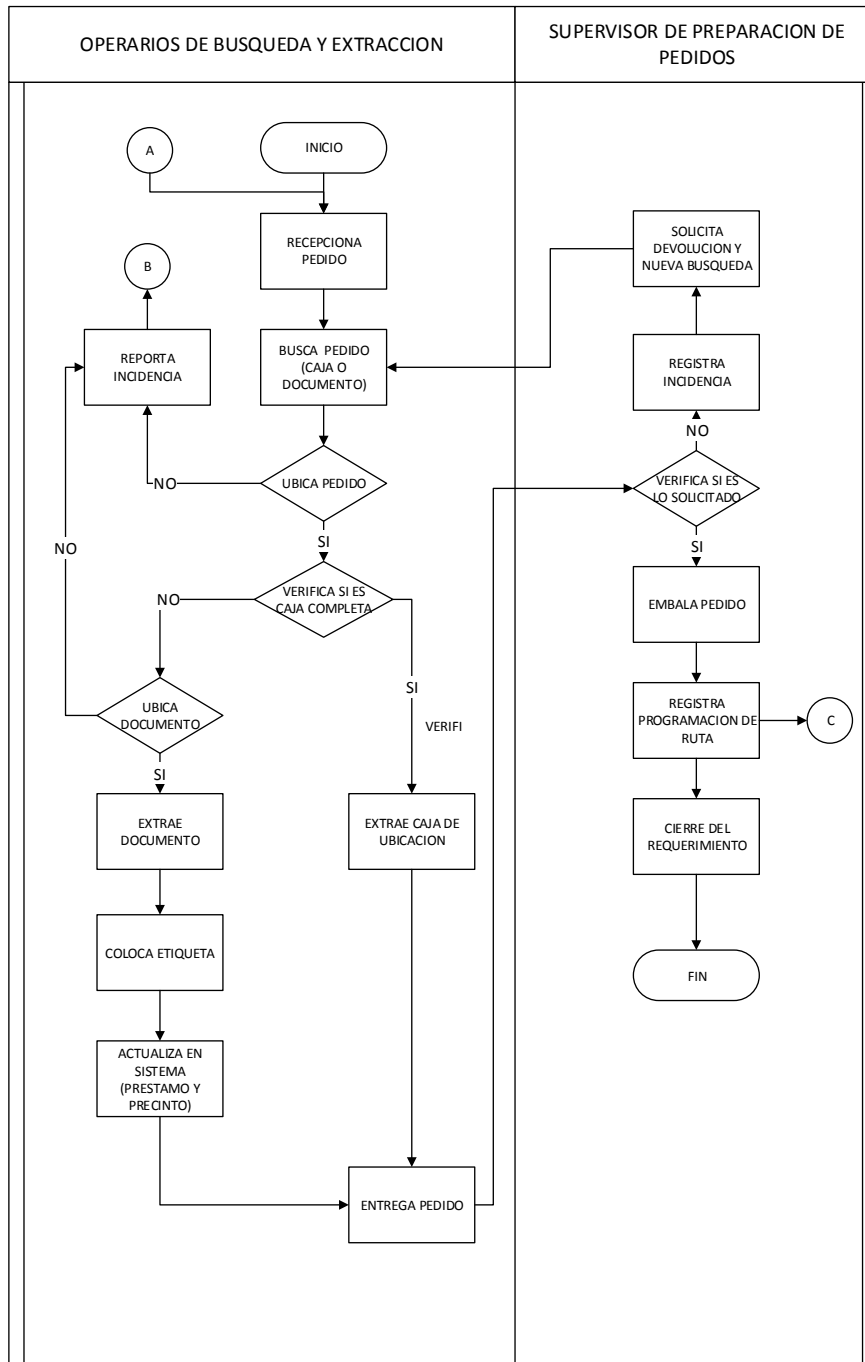 OPERARIOS DE BUSQUEDA Y EXTRACCION
SUPERVISOR DE PREPARACION DE
PEDIDOS
A
INICIO
RECEPCIONA
PEDIDO
SOLICITA
DEVOLUCION Y
NUEVA BUSQUEDA
B
REPORTA
INCIDENCIA
BUSCA PEDIDO
(CAJA O
DOCUMENTO)
REGISTRA
INCIDENCIA
NO
UBICA PEDIDO
NO
VERIFICA SI ES
LO SOLICITADO
SI
SI
NO
VERIFICA SI ES
CAJA COMPLETA
NO
EMBALA PEDIDO
SI
UBICA
DOCUMENTO
VERIFI
REGISTRA
PROGRAMACION DE
RUTA
C
SI
EXTRAE
DOCUMENTO
EXTRAE CAJA DE
UBICACION
CIERRE DEL
REQUERIMIENTO
COLOCA ETIQUETA
FIN
ACTUALIZA EN
SISTEMA
(PRESTAMO Y
PRECINTO)
ENTREGA PEDIDO